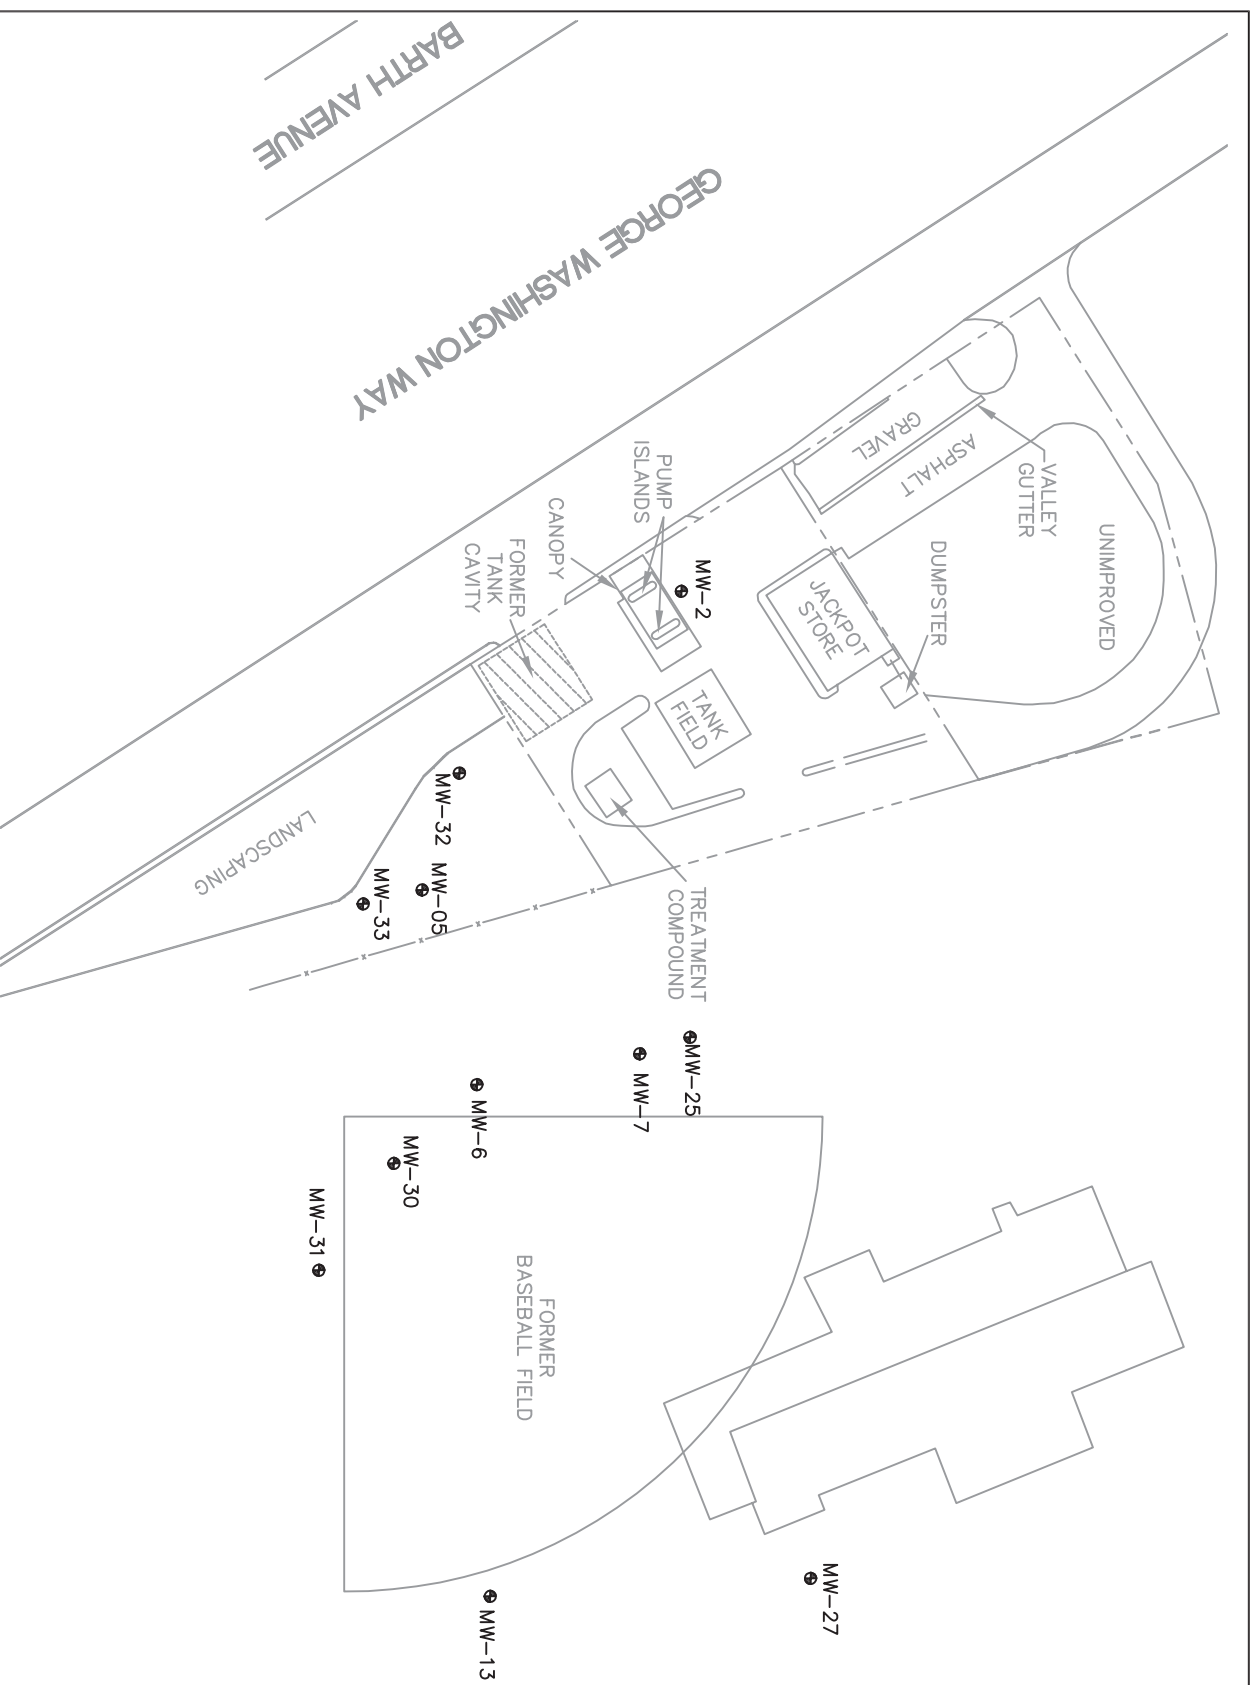 BARTH AVENUE
GEORGE WASHINGTON WAY
GRAVEL
ASPHALT
VALLEY
GUTTER
UNIMPROVED
DUMPSTER
JACKPOT
STORE
PUMP
ISLANDS
CANOPY
FORMER
TANK
CAVITY
MW-2
TANK
FIELD
LANDSCAPING
MW-32
MW-05
MW-33
TREATMENT
COMPOUND
MW-25
MW-7
MW-6
MW-30
MW-31
FORMER
BASEBALL FIELD
MW-27
MW-13